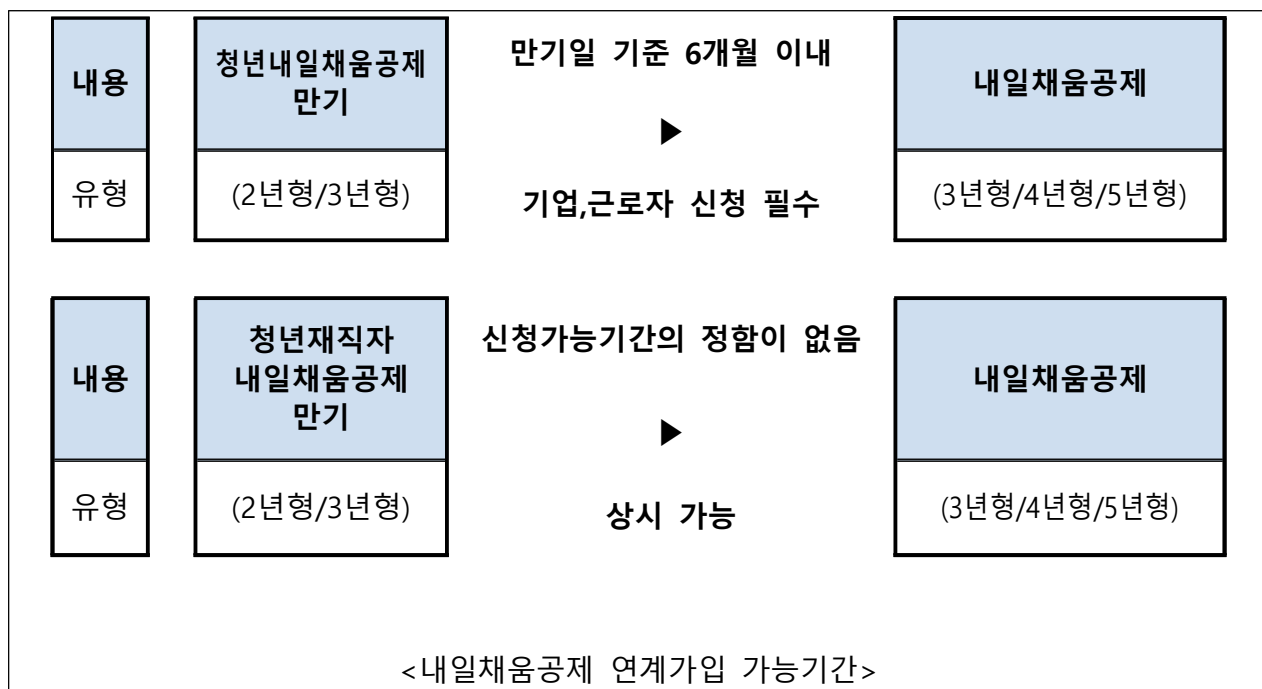 내용
청년내일채움공제
만기
만기일 기준 6개월 이내
▶
기업,근로자 신청 필수
내일채움공제
유형
(2년형/3년형)
(3년형/4년형/5년형)
내용
청년재직자
내일채움공제
만기
신청가능기간의 정함이 없음
▶
상시 가능
내일채움공제
유형
(2년형/3년형)
(3년형/4년형/5년형)
<내일채움공제 연계가입 가능기간>